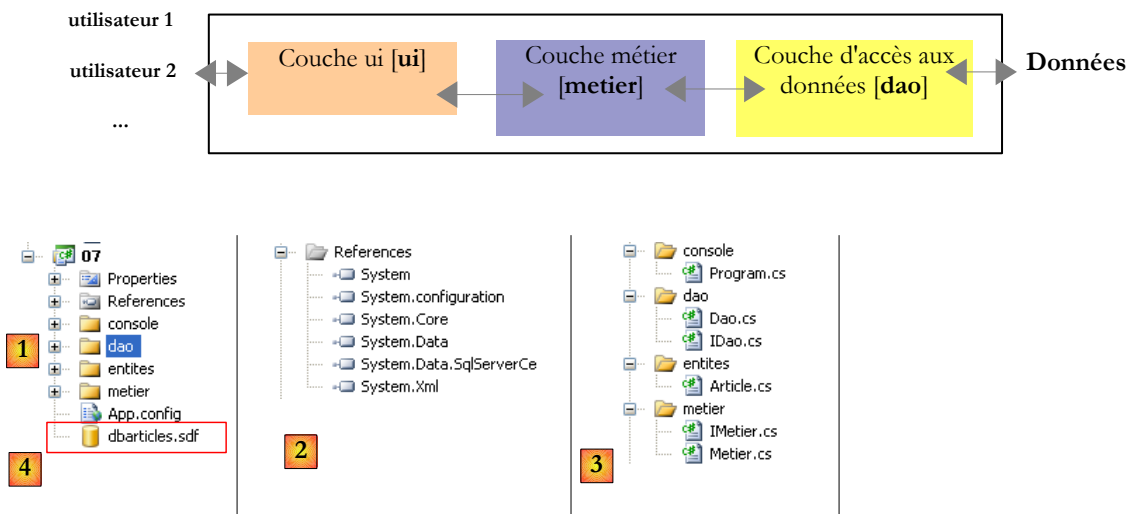 utilisateur 1
utilisateur 2
...
Couche ui [ui]
Couche métier
[metier]
Couche d'accès aux
données [dao]
Données
07
Properties
References
console
dao
entites
metier
App.config
dbarticles.sdf
1
4
References
System
System.configuration
System.Core
System.Data
System.Data.SqlServerCe
System.Xml
2
console
Program.cs
dao
Dao.cs
IDao.cs
entites
Article.cs
metier
IMetier.cs
Metier.cs
3